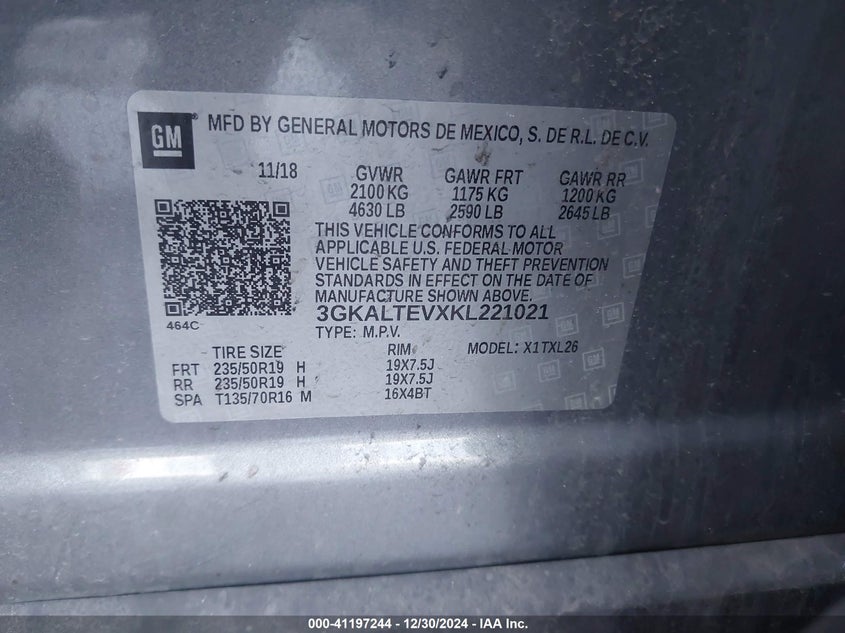 GM
MFD BY GENERAL MOTORS DE MEXICO, S. DE R.L. DE C.V.
11/18 GVWR GAWR FRT GAWR RR
2100 KG 1175 KG 1200 KG
4630 LB 2590 LB 2645 LB
THIS VEHICLE CONFORMS TO ALL
APPLICABLE U.S. FEDERAL MOTOR
VEHICLE SAFETY AND THEFT PREVENTION
STANDARDS IN EFFECT ON THE DATE OF
MANUFACTURE SHOWN ABOVE.
464C
3GKALTEVXKL221021
TYPE: M.P.V.
TIRE SIZE RIM MODEL: X1TXL26
FRT 235/50R19 H 19X7.5J
RR 235/50R19 H 19X7.5J
SPA T135/70R16 M 16X4BT
000-41197244 - 12/30/2024 - IAA Inc.